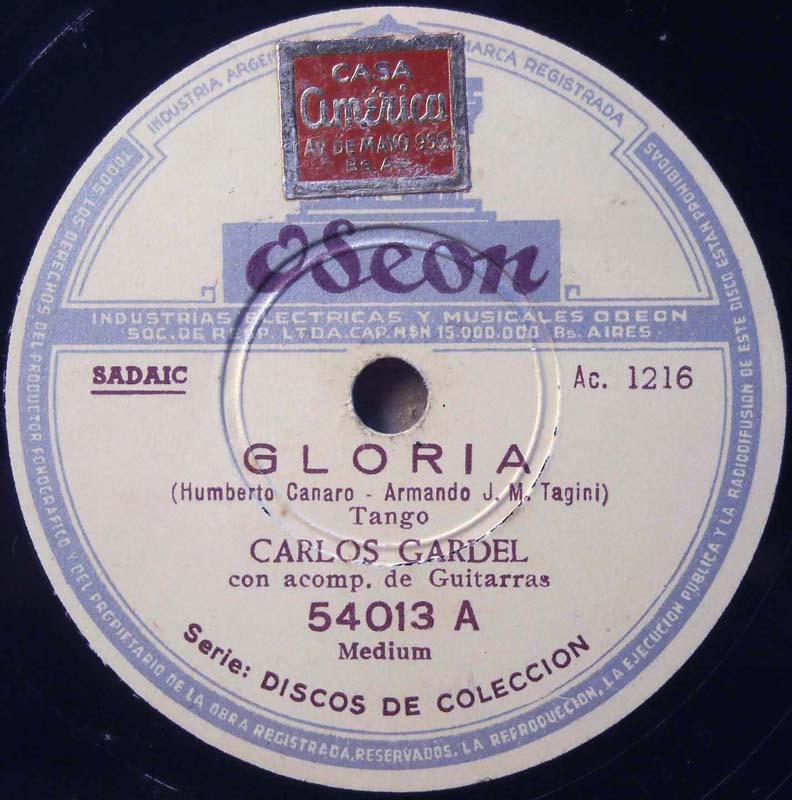 INDUSTRIA ARGEN
MARCA REGISTRADA
CASA
américa
AV. DE MAYO
Bs. As.
Odeon
INDUSTRIAS ELECTRICAS Y MUSICALES ODEON
SOC. DE RESP. LTDA. CAP. M$N 15.000.000 Bs. AIRES.
SADAIC
Ac. 1216
GLORIA
(Humberto Canaro - Armando J. M. Tagini)
Tango
CARLOS GARDEL
con acomp. de Guitarras
54013 A
Medium
Serie: DISCOS DE COLECCION
TODOS LOS DERECHOS DEL PRODUCTOR FONOGRAFICO Y DEL PROPIETARIO DE LA OBRA REGISTRADA, RESERVADOS. LA REPRODUCCION, LA EJECUCION PUBLICA Y LA RADIODIFUSION DE ESTE DISCO ESTAN PROHIBIDAS